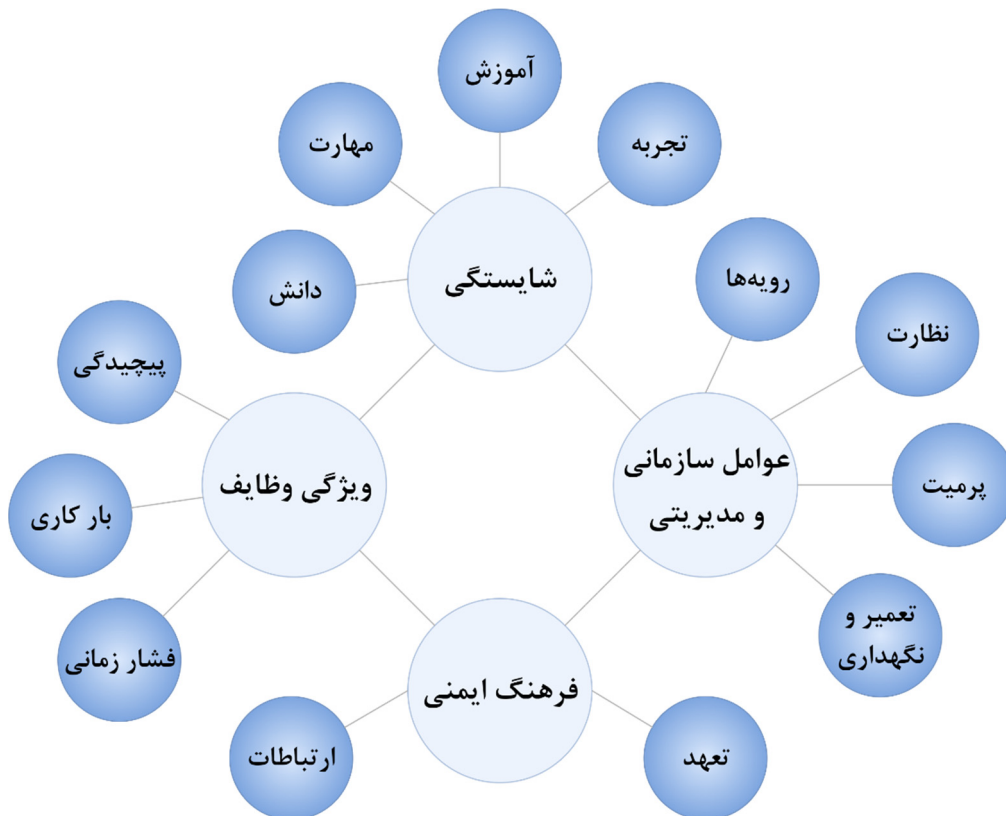 آموزش
تجربه
مهارت
شایستگی
دانش
رویه‌ها
نظارت
پیچیدگی
ویژگی وظایف
عوامل سازمانی
و مدیریتی
پرمیت
بار کاری
تعمیر و
نگهداری
فشار زمانی
فرهنگ ایمنی
تعهد
ارتباطات